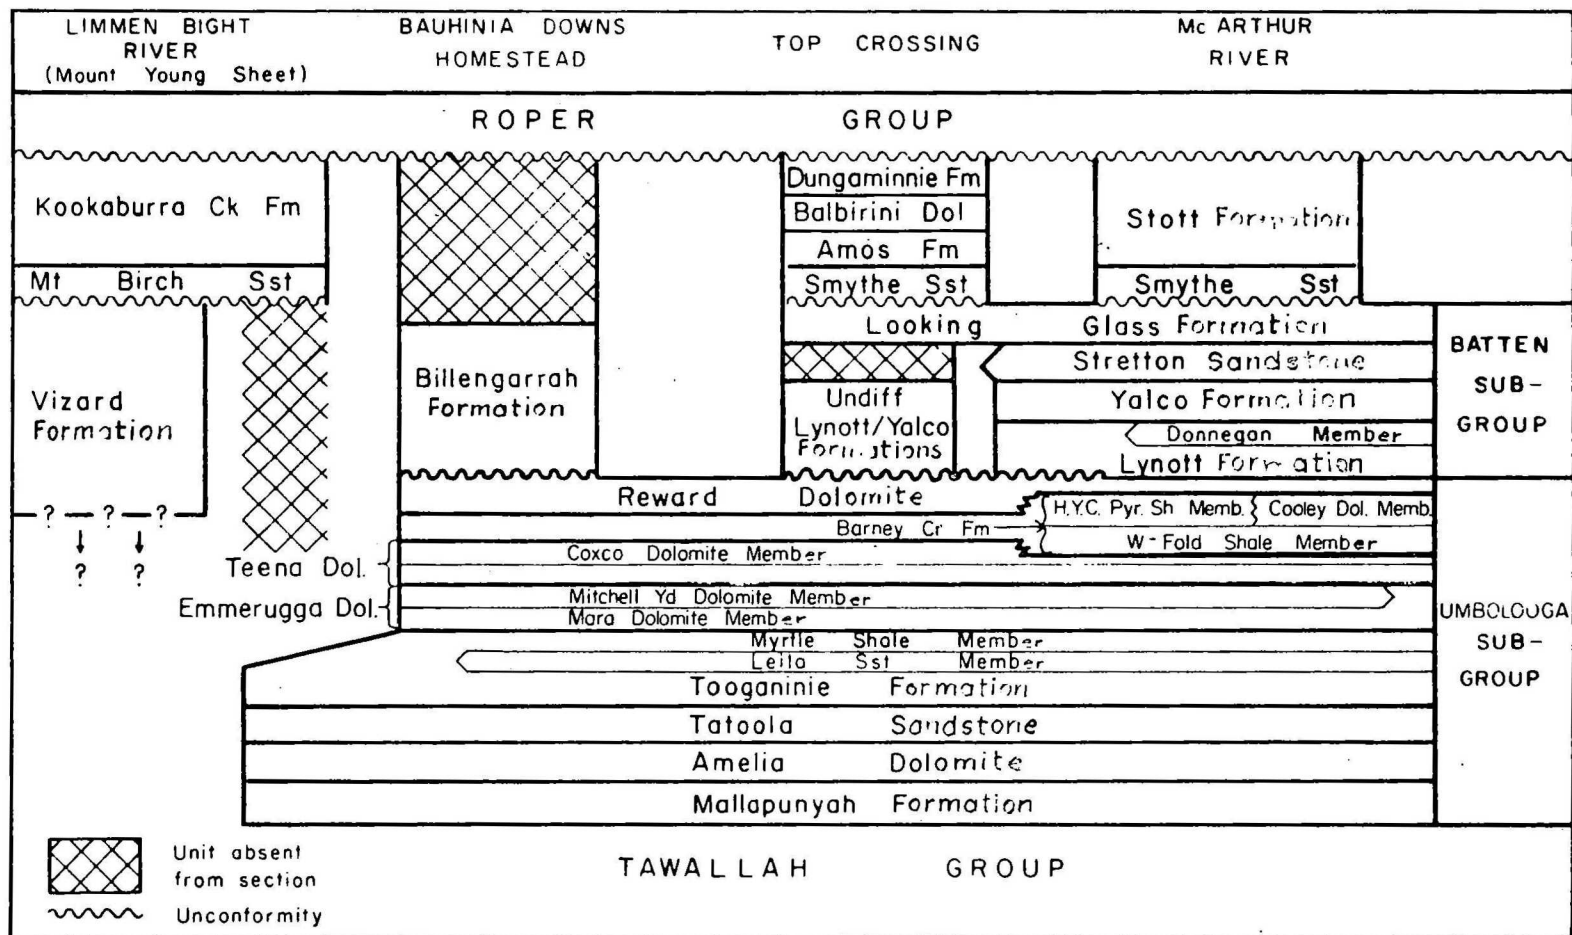 LIMMEN BIGHT
RIVER
(Mount Young Sheet)
BAUHINIA DOWNS
HOMESTEAD
TOP CROSSING
Mc ARTHUR
RIVER
ROPER GROUP
Kookaburra Ck Fm
Mt Birch Sst
Vizard
Formation
? ? ?
? ?
Billengarrah
Formation
Dungaminnie Fm
Balbirini Dol
Amos Fm
Smythe Sst
Stott Formation
Smythe Sst
Looking Glass Formation
Stretton Sandstone
Undiff
Lynott/Yalco
Formations
Yalco Formation
Donnegan Member
Lynott Formation
BATTEN
SUB-
GROUP
Reward Dolomite
H.Y.C. Pyr. Sh Memb. Cooley Dol. Memb.
Barney Cr Fm
W-Fold Shale Member
Teena Dol.
Coxco Dolomite Member
Emmerugga Dol.
Mitchell Yd Dolomite Member
Mara Dolomite Member
Myrtle Shale Member
Leila Sst Member
Tooganinie Formation
Tatoola Sandstone
Amelia Dolomite
Mallapunyah Formation
UMBOLOOGA
SUB-
GROUP
Unit absent
from section
Unconformity
TAWALLAH GROUP